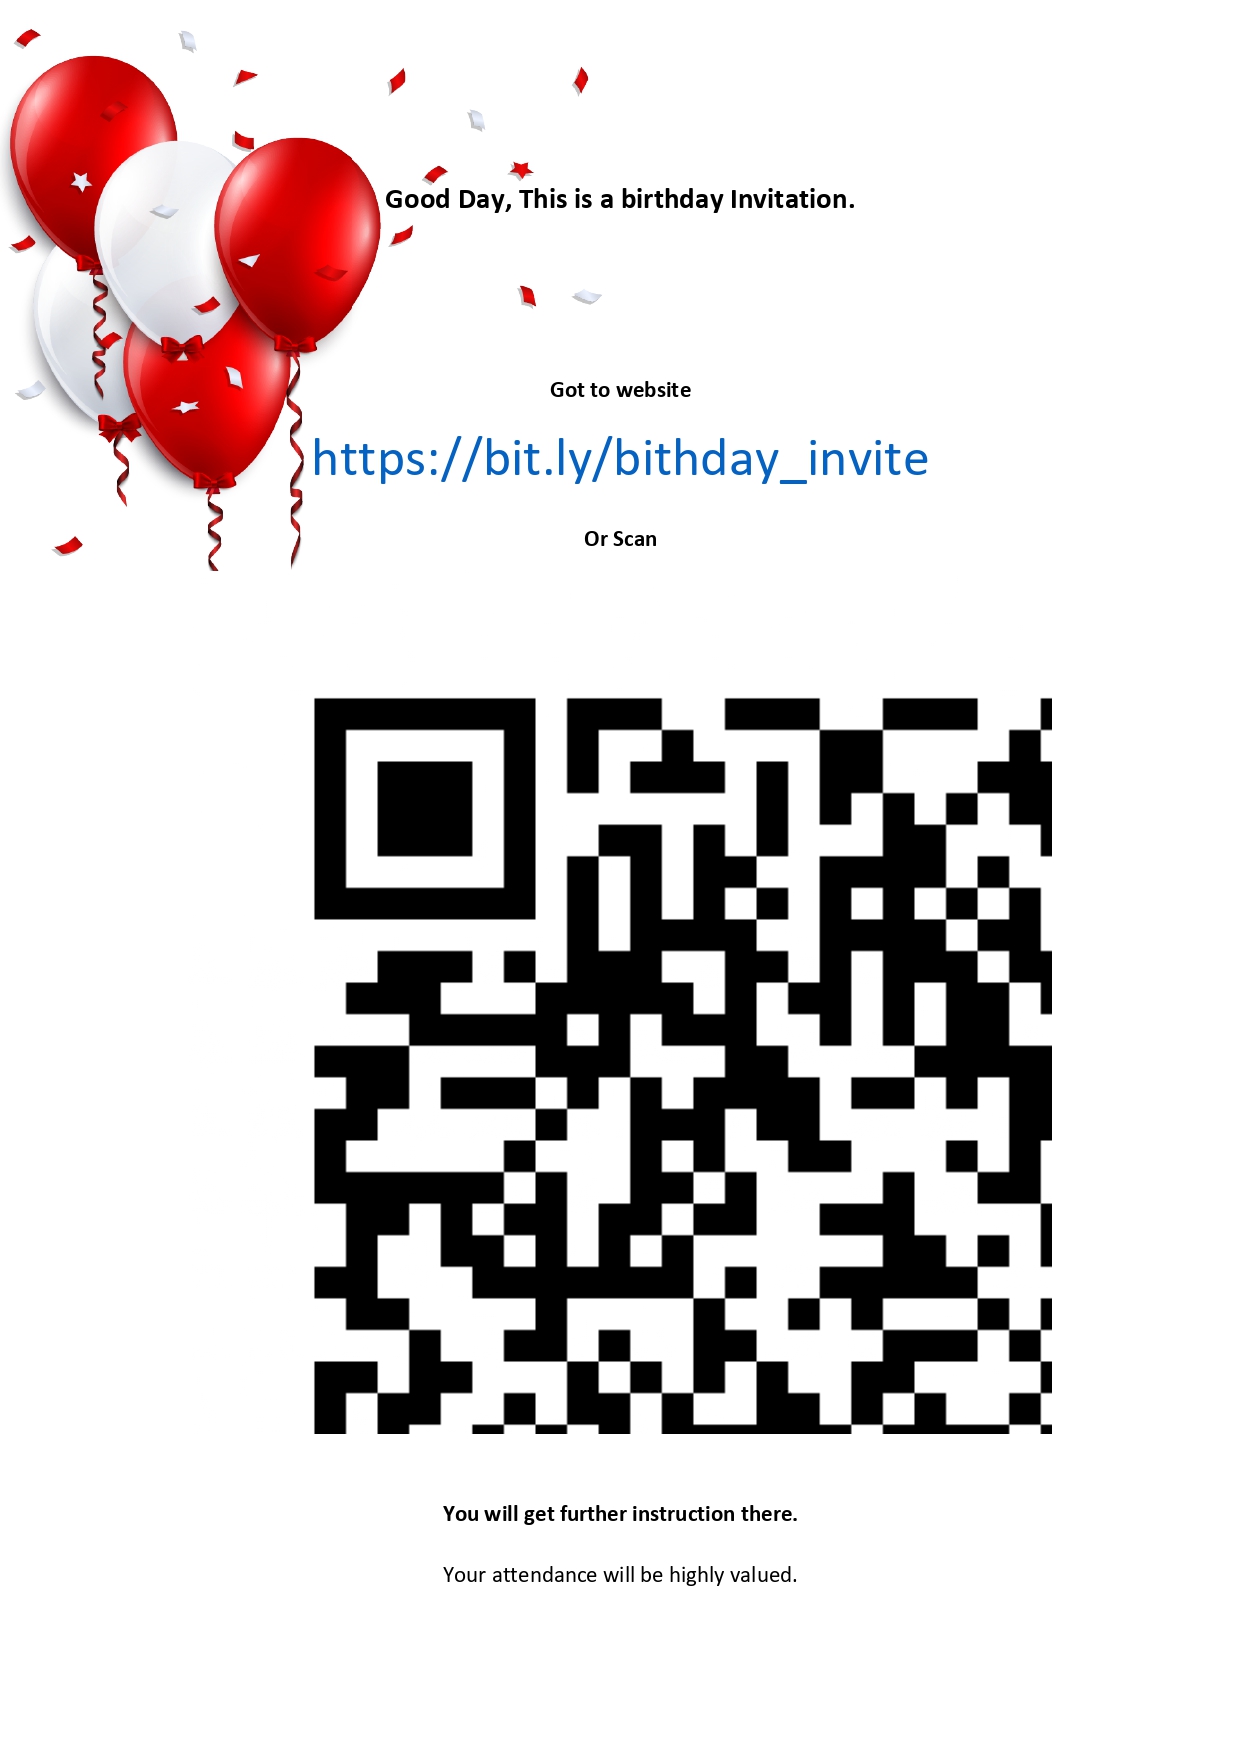 Good Day, This is a birthday Invitation.
Got to website
https://bit.ly/bithday_invite
Or Scan
You will get further instruction there.
Your attendance will be highly valued.